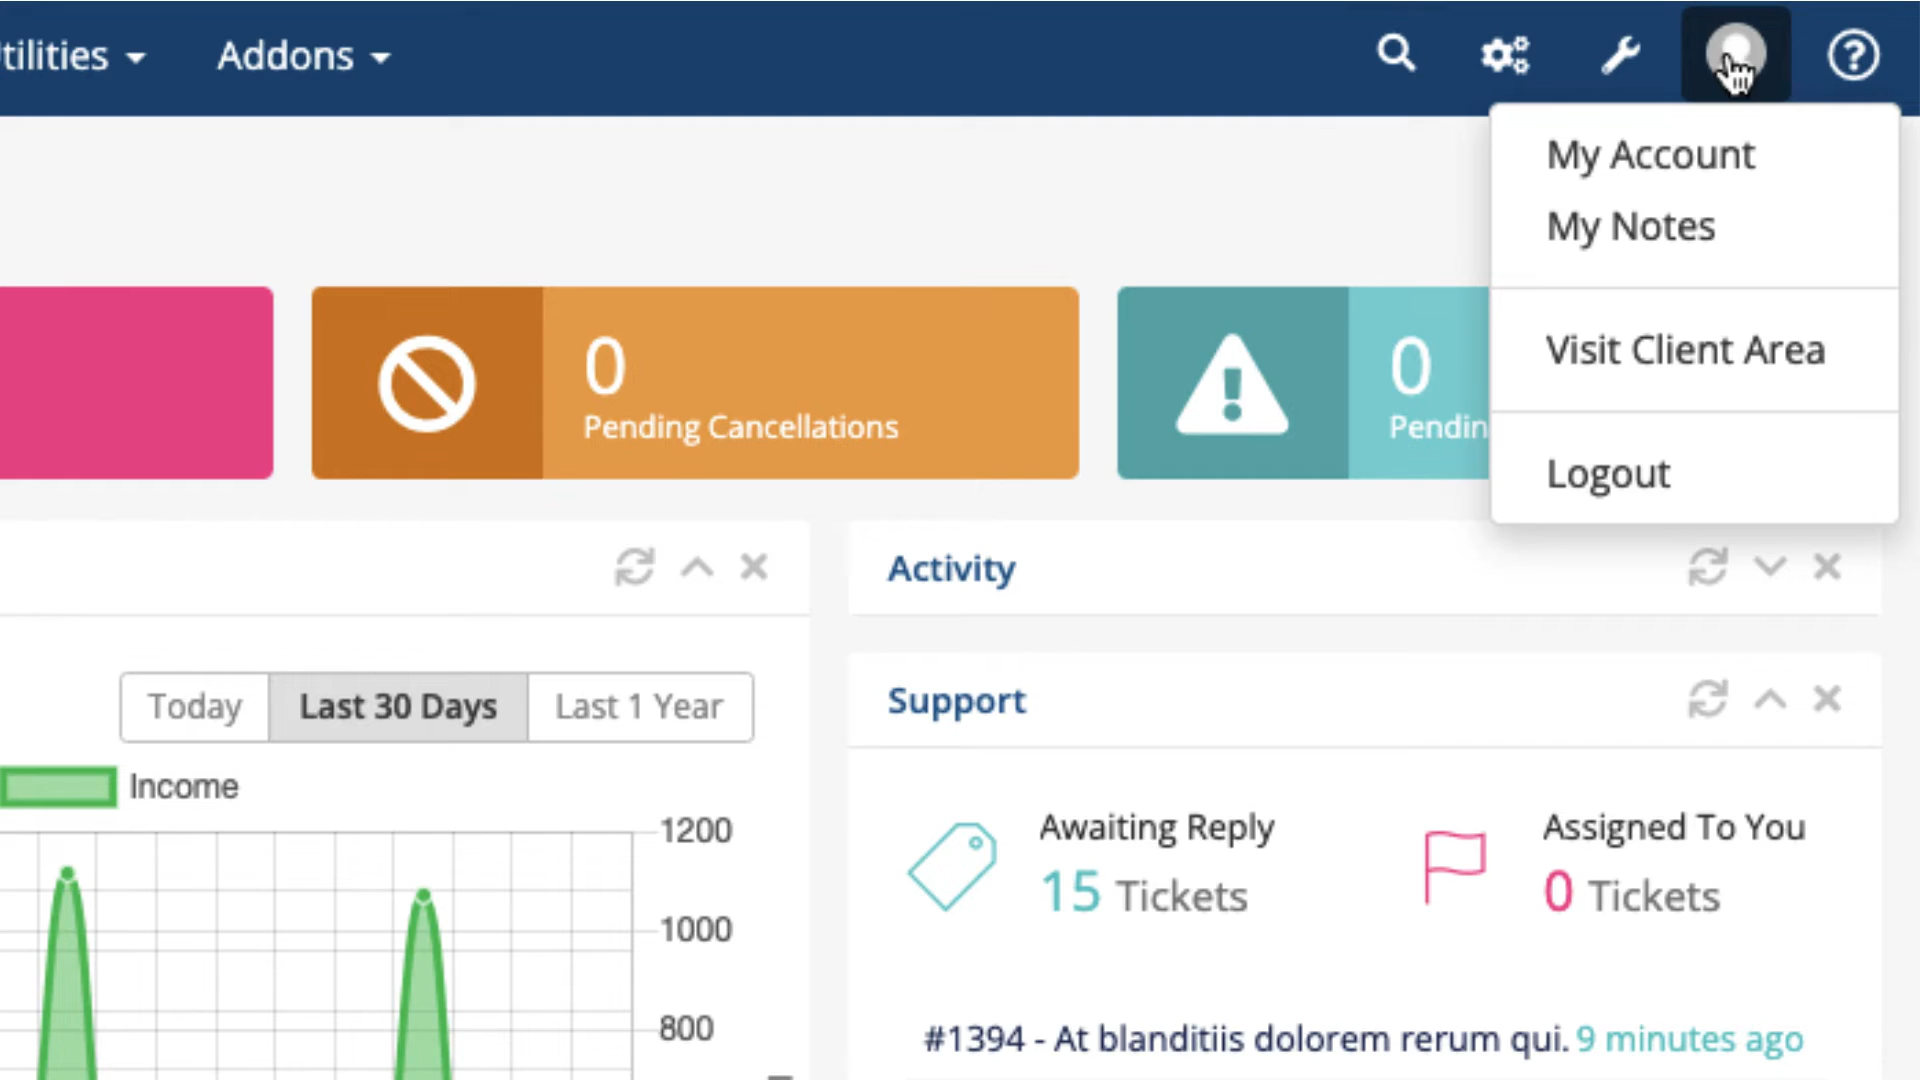 tilities
Addons
My Account
My Notes
Visit Client Area
Logout
0
Pending Cancellations
0
Pendin
Activity
Today
Last 30 Days
Last 1 Year
Support
Income
1200
1000
800
Awaiting Reply
15 Tickets
Assigned To You
0 Tickets
#1394 - At blanditiis dolorem rerum qui. 9 minutes ago